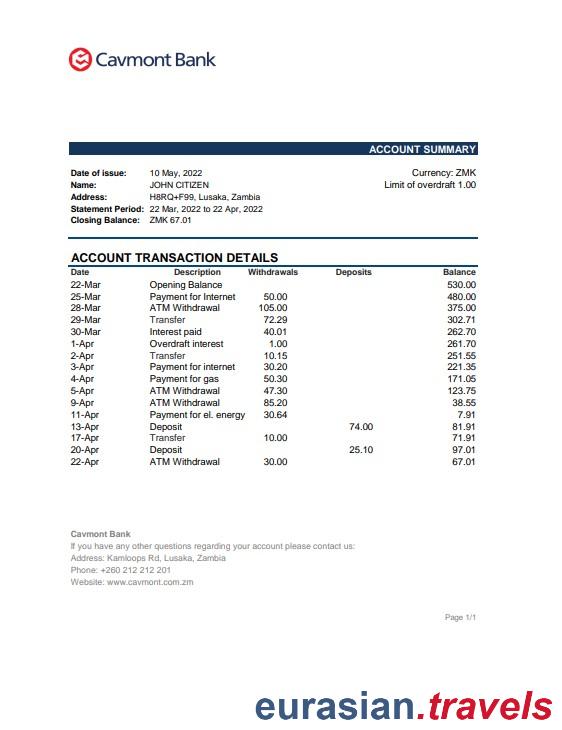 Cavmont Bank
ACCOUNT SUMMARY
Date of issue: 10 May, 2022 Currency: ZMK
Name: JOHN CITIZEN Limit of overdraft 1.00
Address: H8RQ+F99, Lusaka, Zambia
Statement Period: 22 Mar, 2022 to 22 Apr, 2022
Closing Balance: ZMK 67.01
ACCOUNT TRANSACTION DETAILS
Date Description Withdrawals Deposits Balance
22-Mar Opening Balance 530.00
25-Mar Payment for Internet 50.00 480.00
28-Mar ATM Withdrawal 105.00 375.00
29-Mar Transfer 72.29 302.71
30-Mar Interest paid 40.01 262.70
1-Apr Overdraft interest 1.00 261.70
2-Apr Transfer 10.15 251.55
3-Apr Payment for internet 30.20 221.35
4-Apr Payment for gas 50.30 171.05
5-Apr ATM Withdrawal 47.30 123.75
9-Apr ATM Withdrawal 85.20 38.55
11-Apr Payment for el. energy 30.64 7.91
13-Apr Deposit 74.00 81.91
17-Apr Transfer 10.00 71.91
20-Apr Deposit 25.10 97.01
22-Apr ATM Withdrawal 30.00 67.01
Cavmont Bank
If you have any other questions regarding your account please contact us:
Address: Kamloops Rd, Lusaka, Zambia
Phone: +260 212 212 201
Website: www.cavmont.com.zm
Page 1/1
eurasian.travels